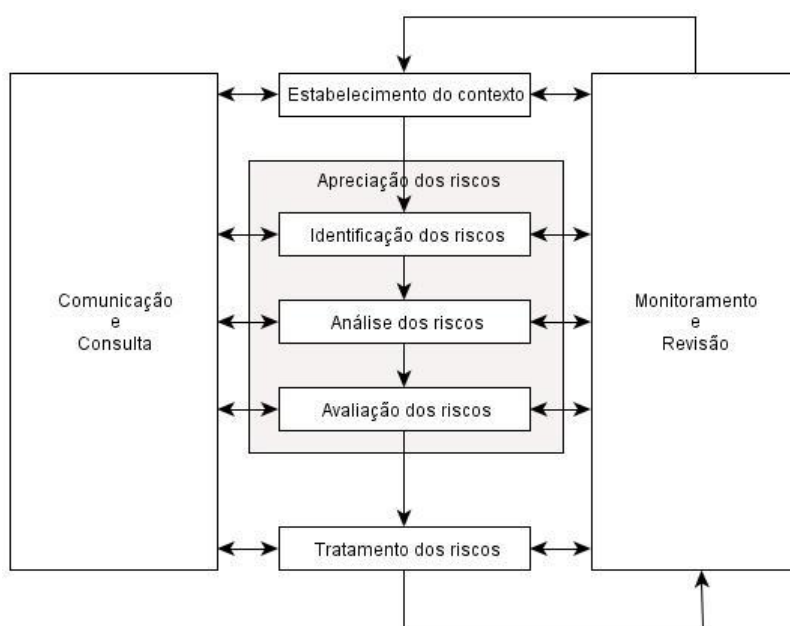 Estabelecimento do contexto
Apreciação dos riscos
Identificação dos riscos
Comunicação
e
Consulta
Análise dos riscos
Monitoramento
e
Revisão
Avaliação dos riscos
Tratamento dos riscos